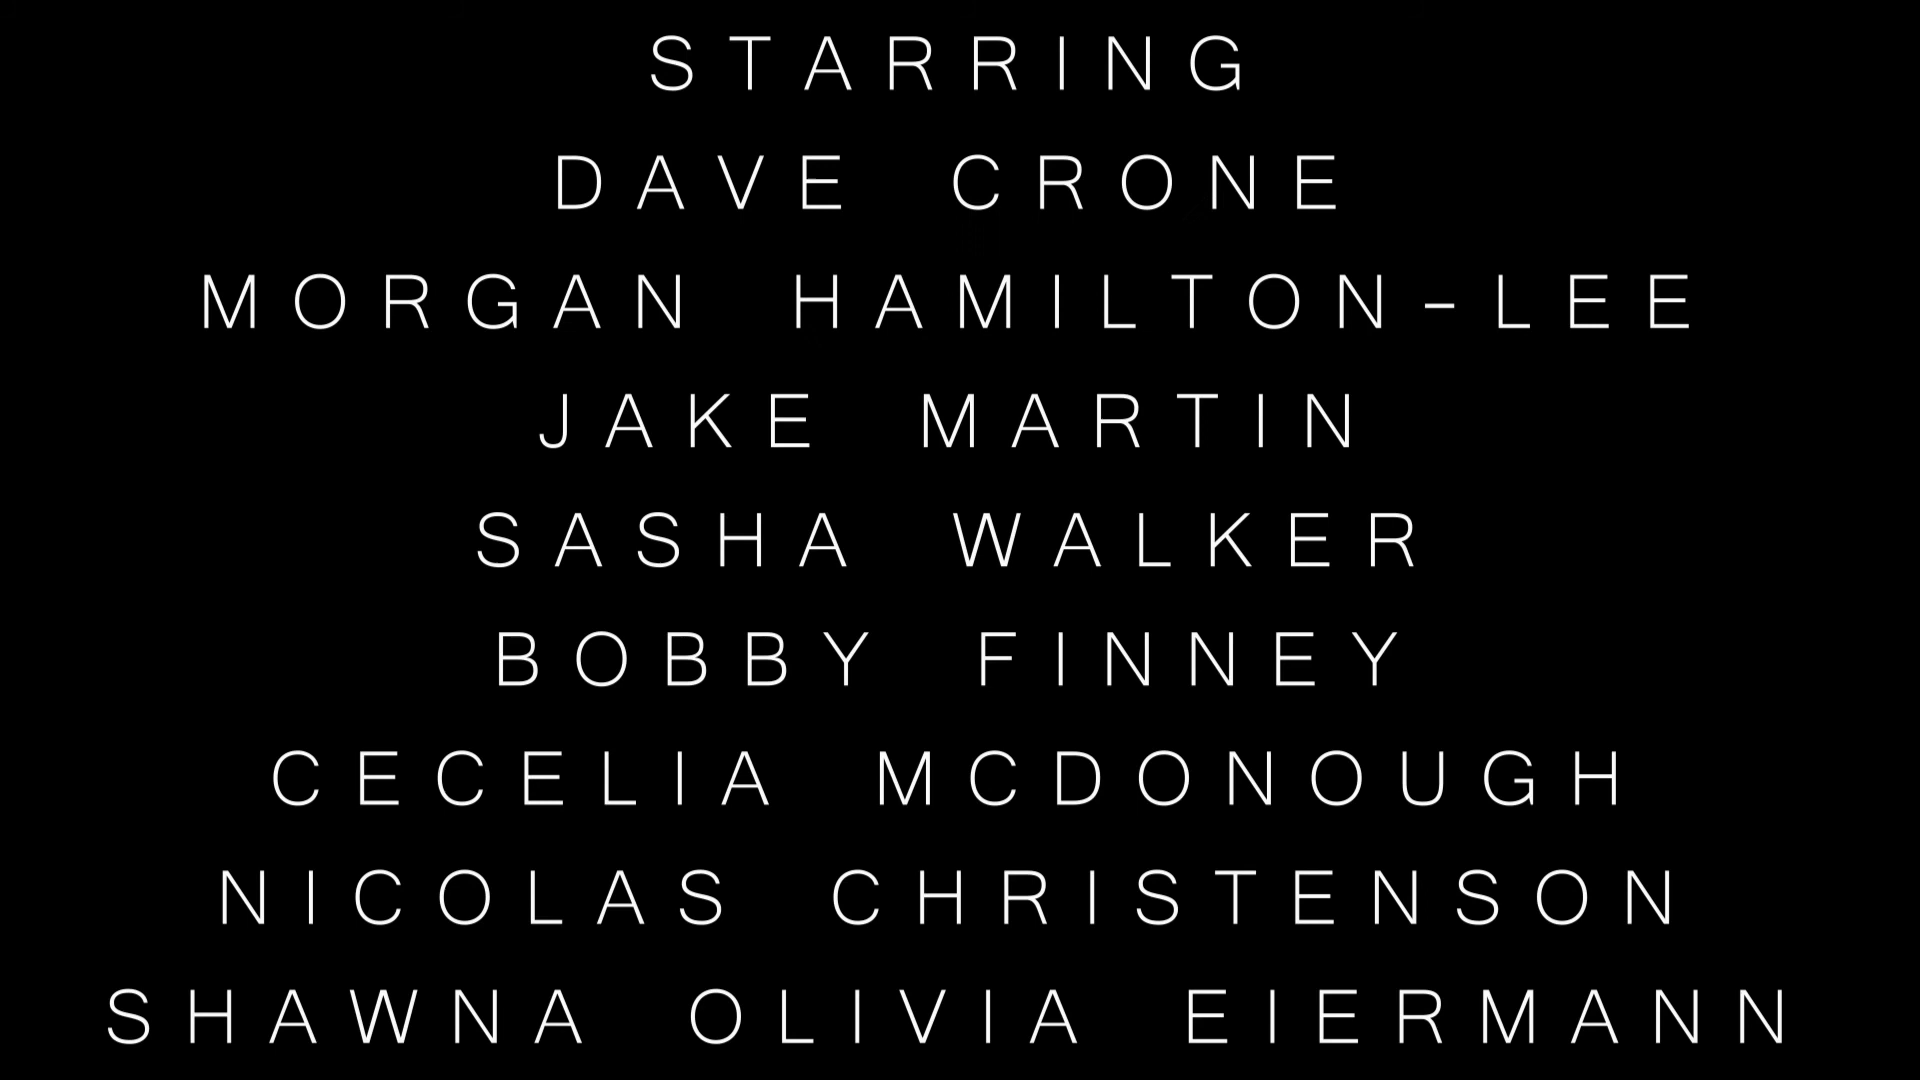 STARRING
DAVE CRONE
MORGAN HAMILTON-LEE
JAKE MARTIN
SASHA WALKER
BOBBY FINNEY
CECELIA MCDONOUGH
NICOLAS CHRISTENSON
SHAWNA OLIVIA EIERMANN